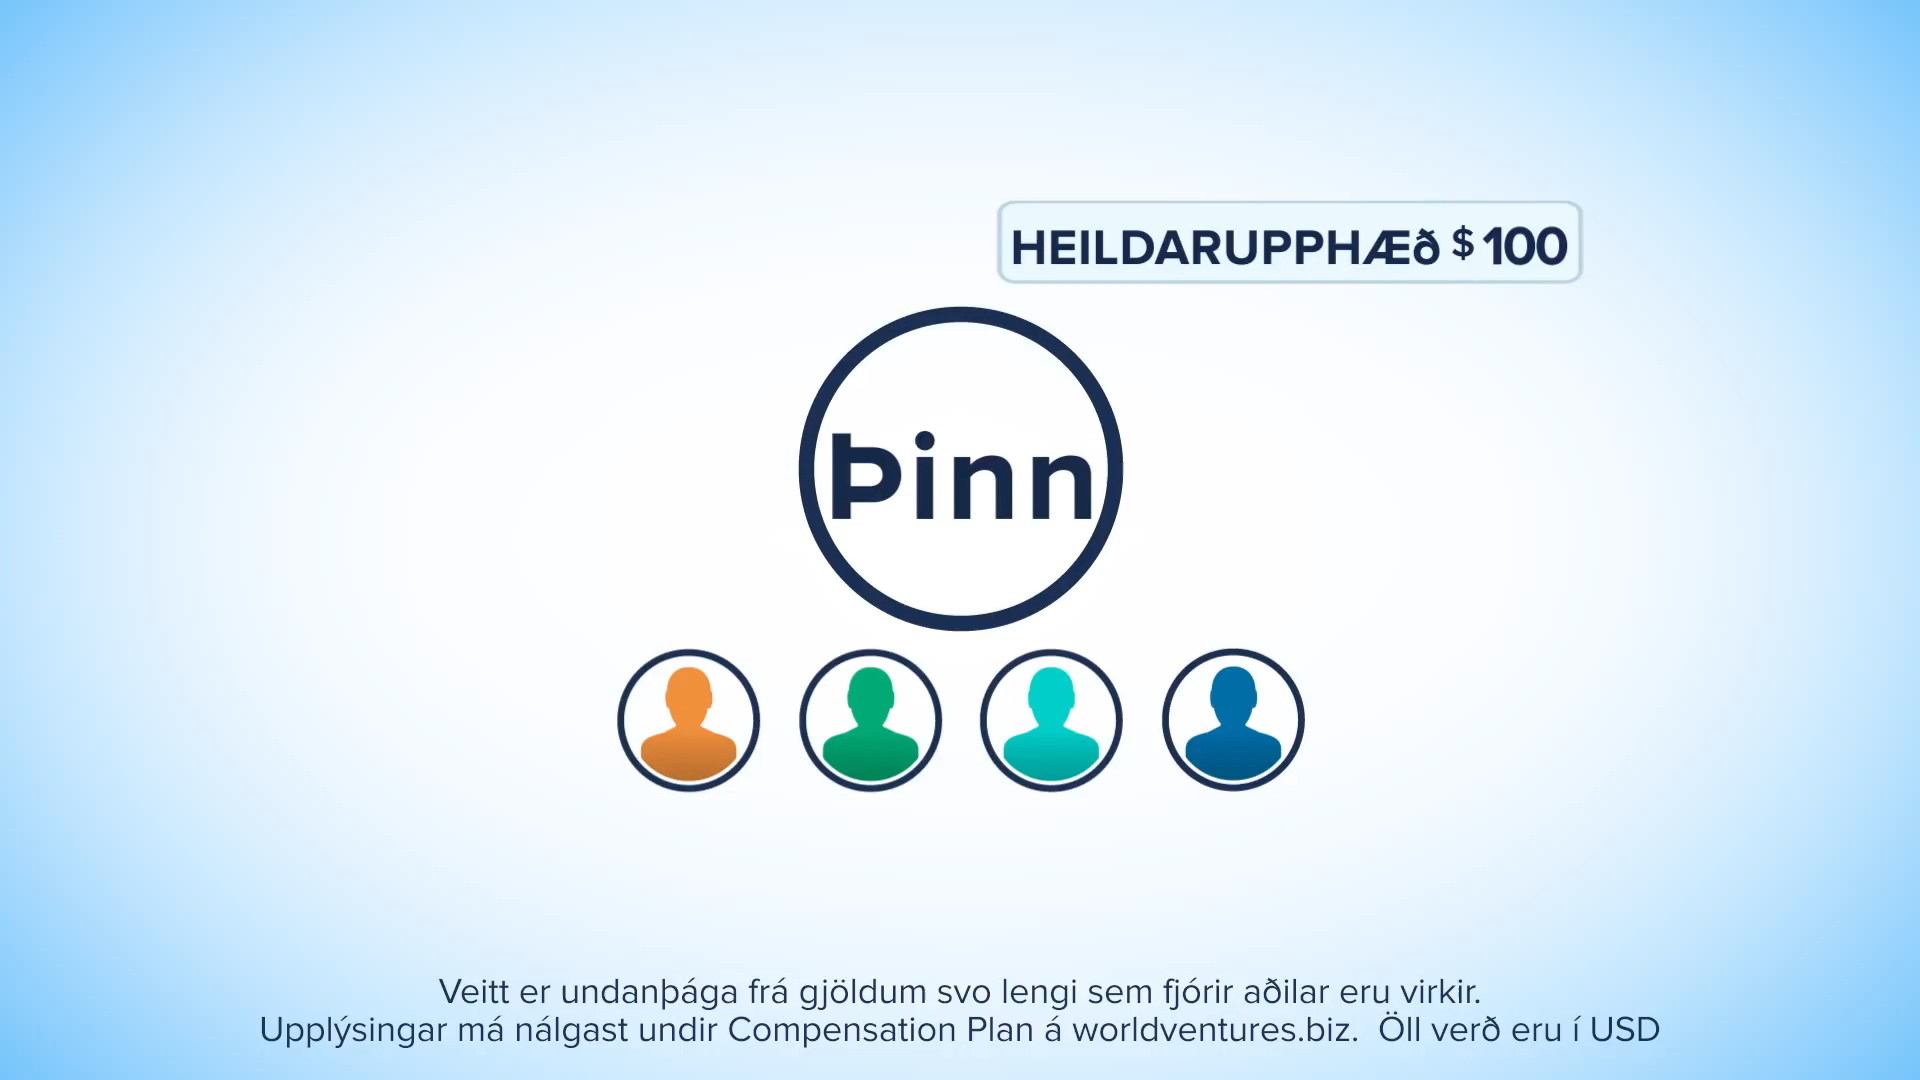 HEILDARUPPHÆð $ 100
Þinn
Veitt er undanþága frá gjöldum svo lengi sem fjórir aðilar eru virkir.
Upplýsingar má nálgast undir Compensation Plan á worldventures.biz.  Öll verð eru í USD